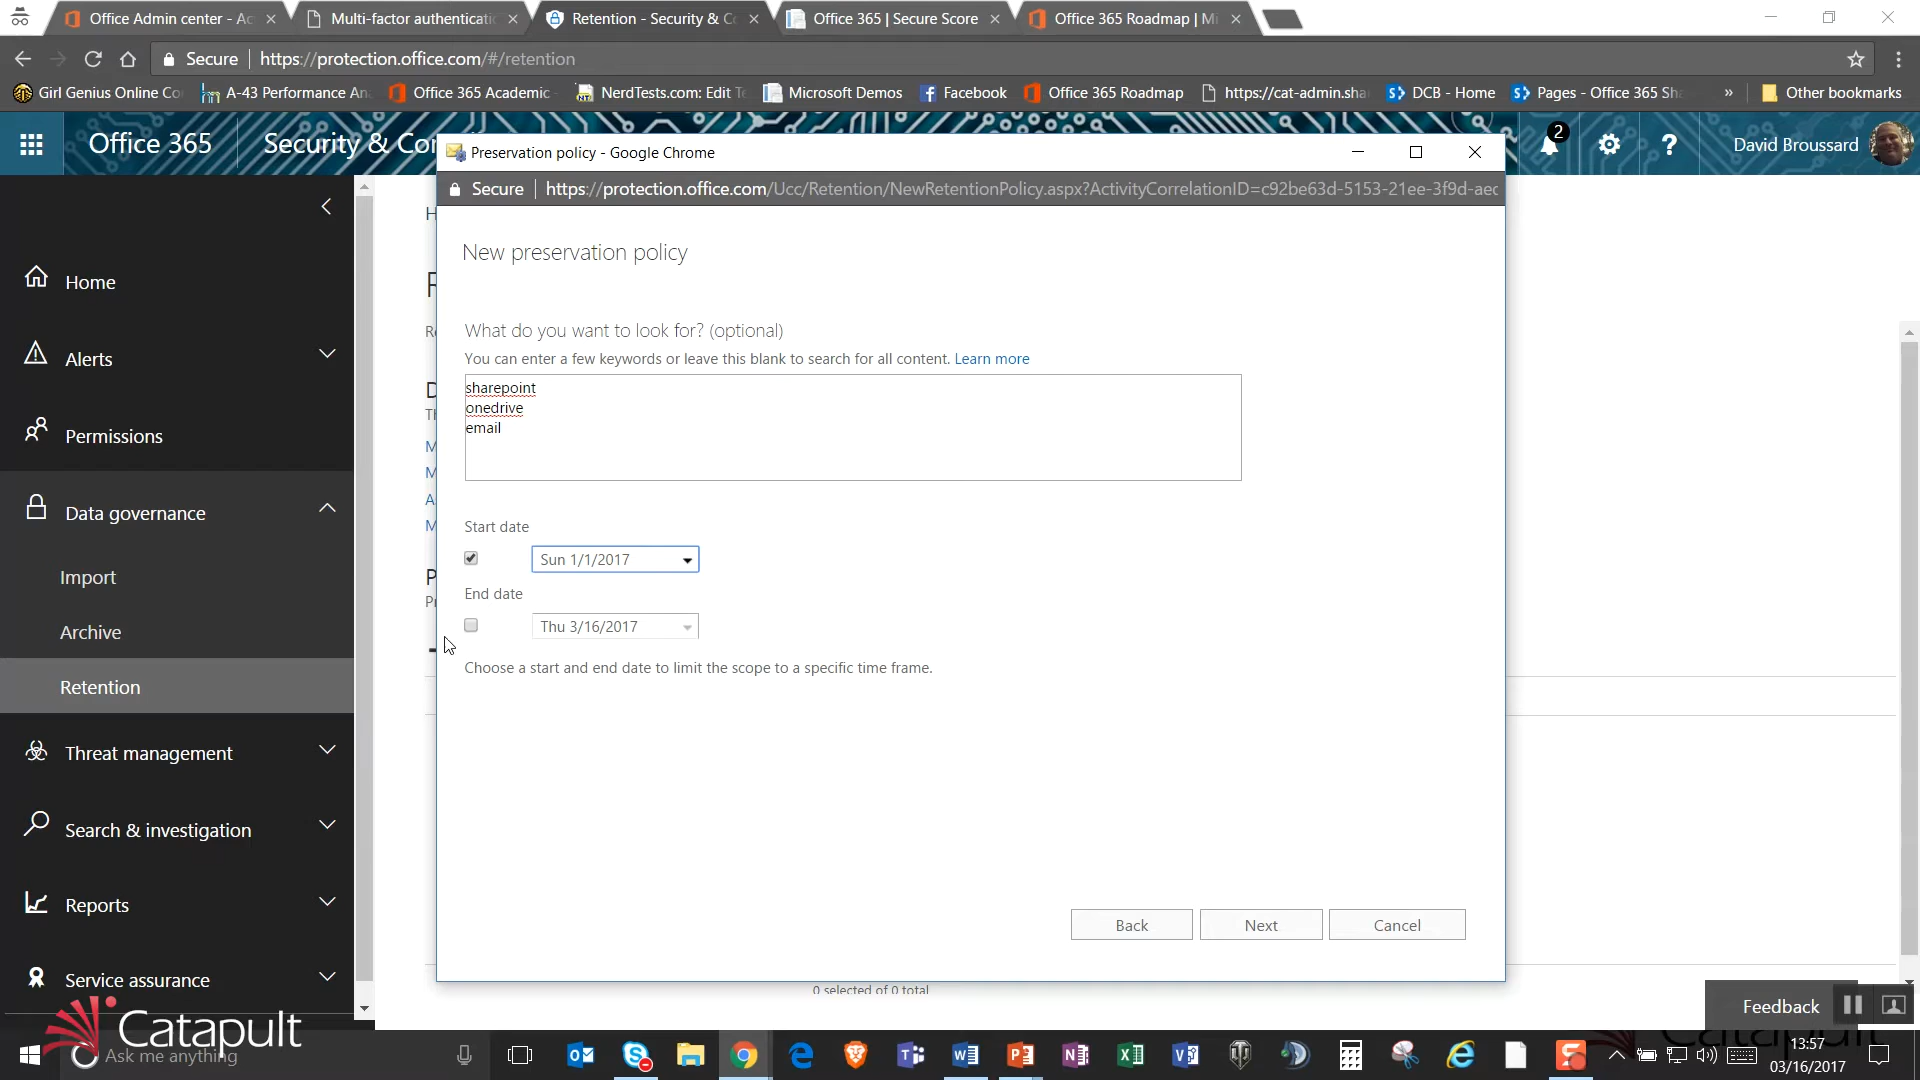 Office Admin center - Ac
Multi-factor authenticati
Retention - Security & Co
Office 365 | Secure Score
Office 365 Roadmap | Mi
Secure
https://protection.office.com/#/retention
Girl Genius Online Co
A-43 Performance An
Office 365 Academic
NerdTests.com: Edit Te
Microsoft Demos
Facebook
Office 365 Roadmap
https://cat-admin.sha
DCB - Home
Pages - Office 365 Sha
»
Other bookmarks
Office 365
Security & Co
2
?
David Broussard
Preservation policy - Google Chrome
Secure
https://protection.office.com/Ucc/Retention/NewRetentionPolicy.aspx?ActivityCorrelationID=c92be63d-5153-21ee-3f9d-aec
Home
Alerts
Permissions
Data governance
Import
Archive
Retention
Threat management
Search & investigation
Reports
Service assurance
New preservation policy
What do you want to look for? (optional)
You can enter a few keywords or leave this blank to search for all content. Learn more
sharepoint
onedrive
email
Start date
Sun 1/1/2017
End date
Thu 3/16/2017
Choose a start and end date to limit the scope to a specific time frame.
Back
Next
Cancel
0 selected of 0 total
Feedback
Catapult
Catapult
Ask me anything
13:57
03/16/2017